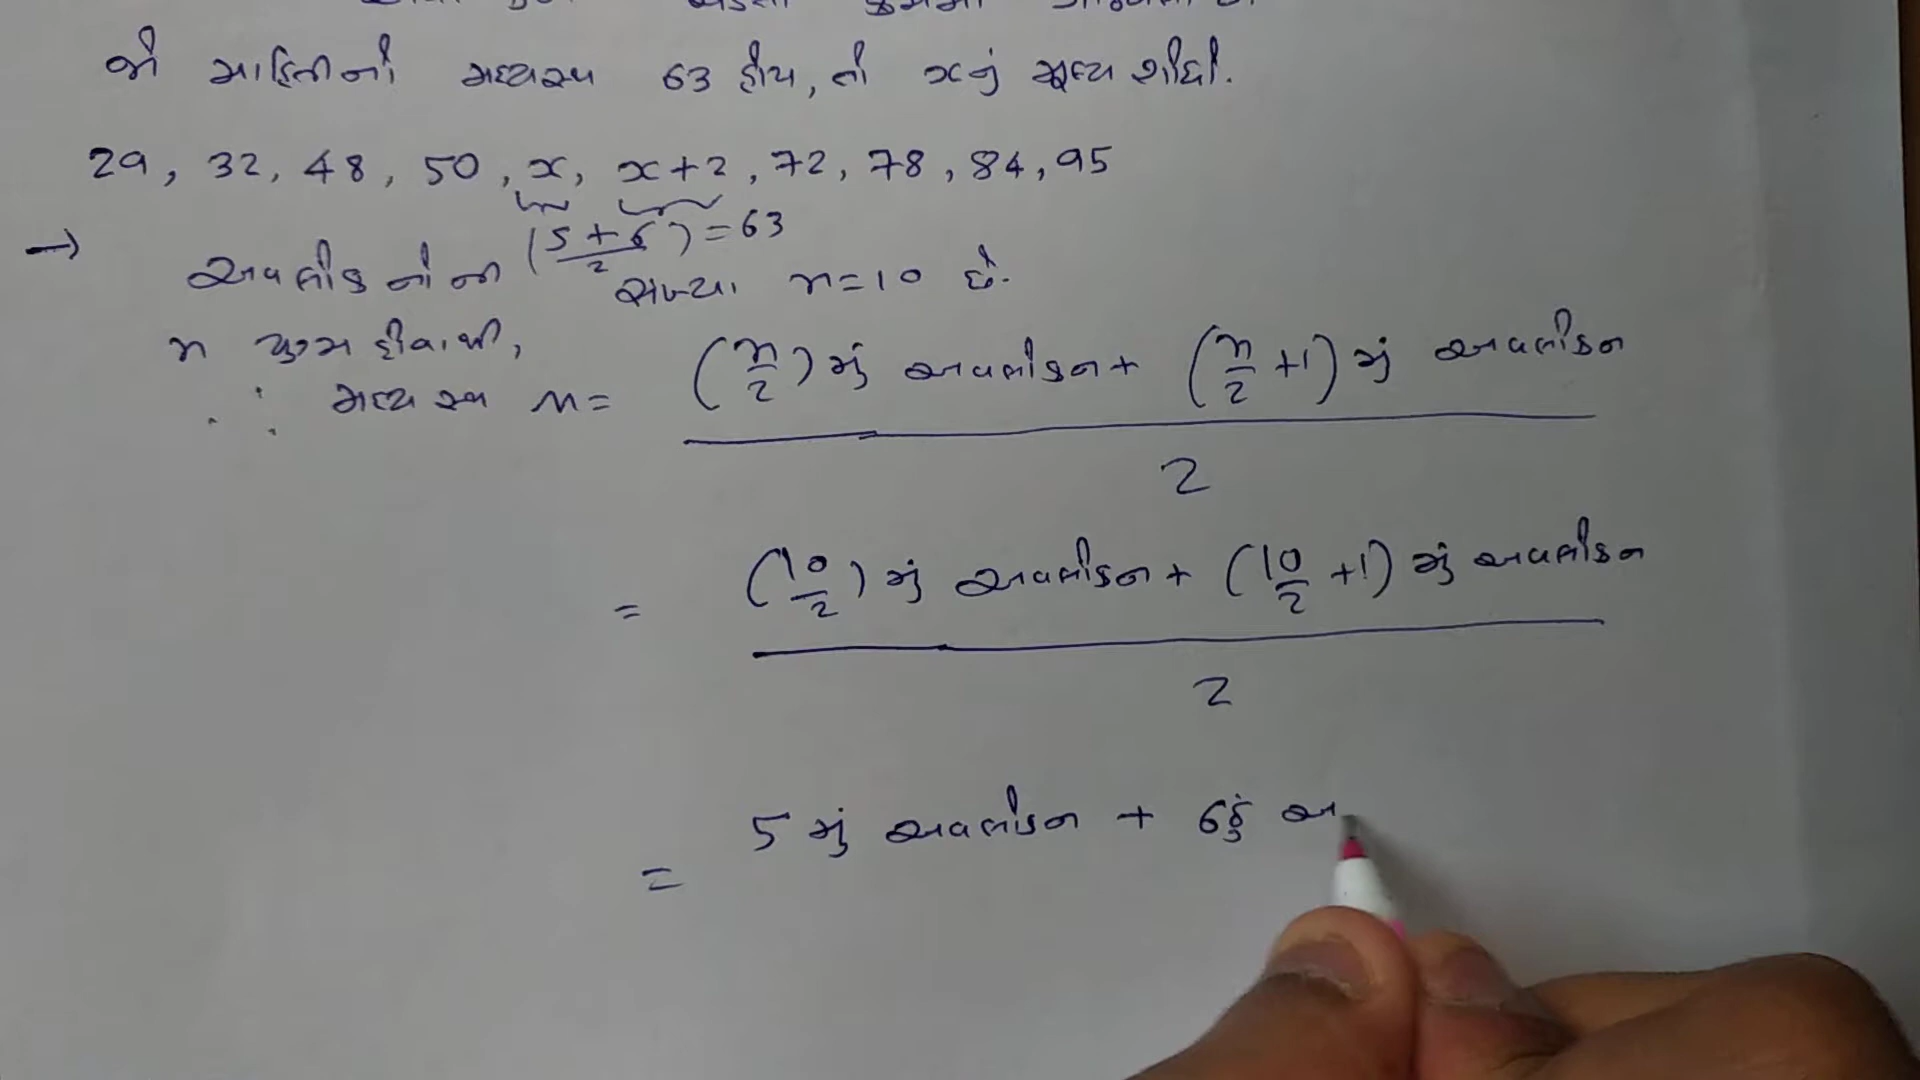 જો માહિતીનો મધ્યસ્થ 63 હોય, તો xનું મૂલ્ય શોધો.
29, 32, 48, 50, x, x+2, 72, 78, 84, 95
(5+6/2) = 63
→ અવલોકનોની સંખ્યા n=10 છે.
n યુગ્મ હોવાથી,
∴ મધ્યસ્થ M = (n/2) મું અવલોકન + (n/2 +1) મું અવલોકન
2
= (10/2) મું અવલોકન + (10/2 +1) મું અવલોકન
2
= 5 મું અવલોકન + 6ઠ્ઠું અ